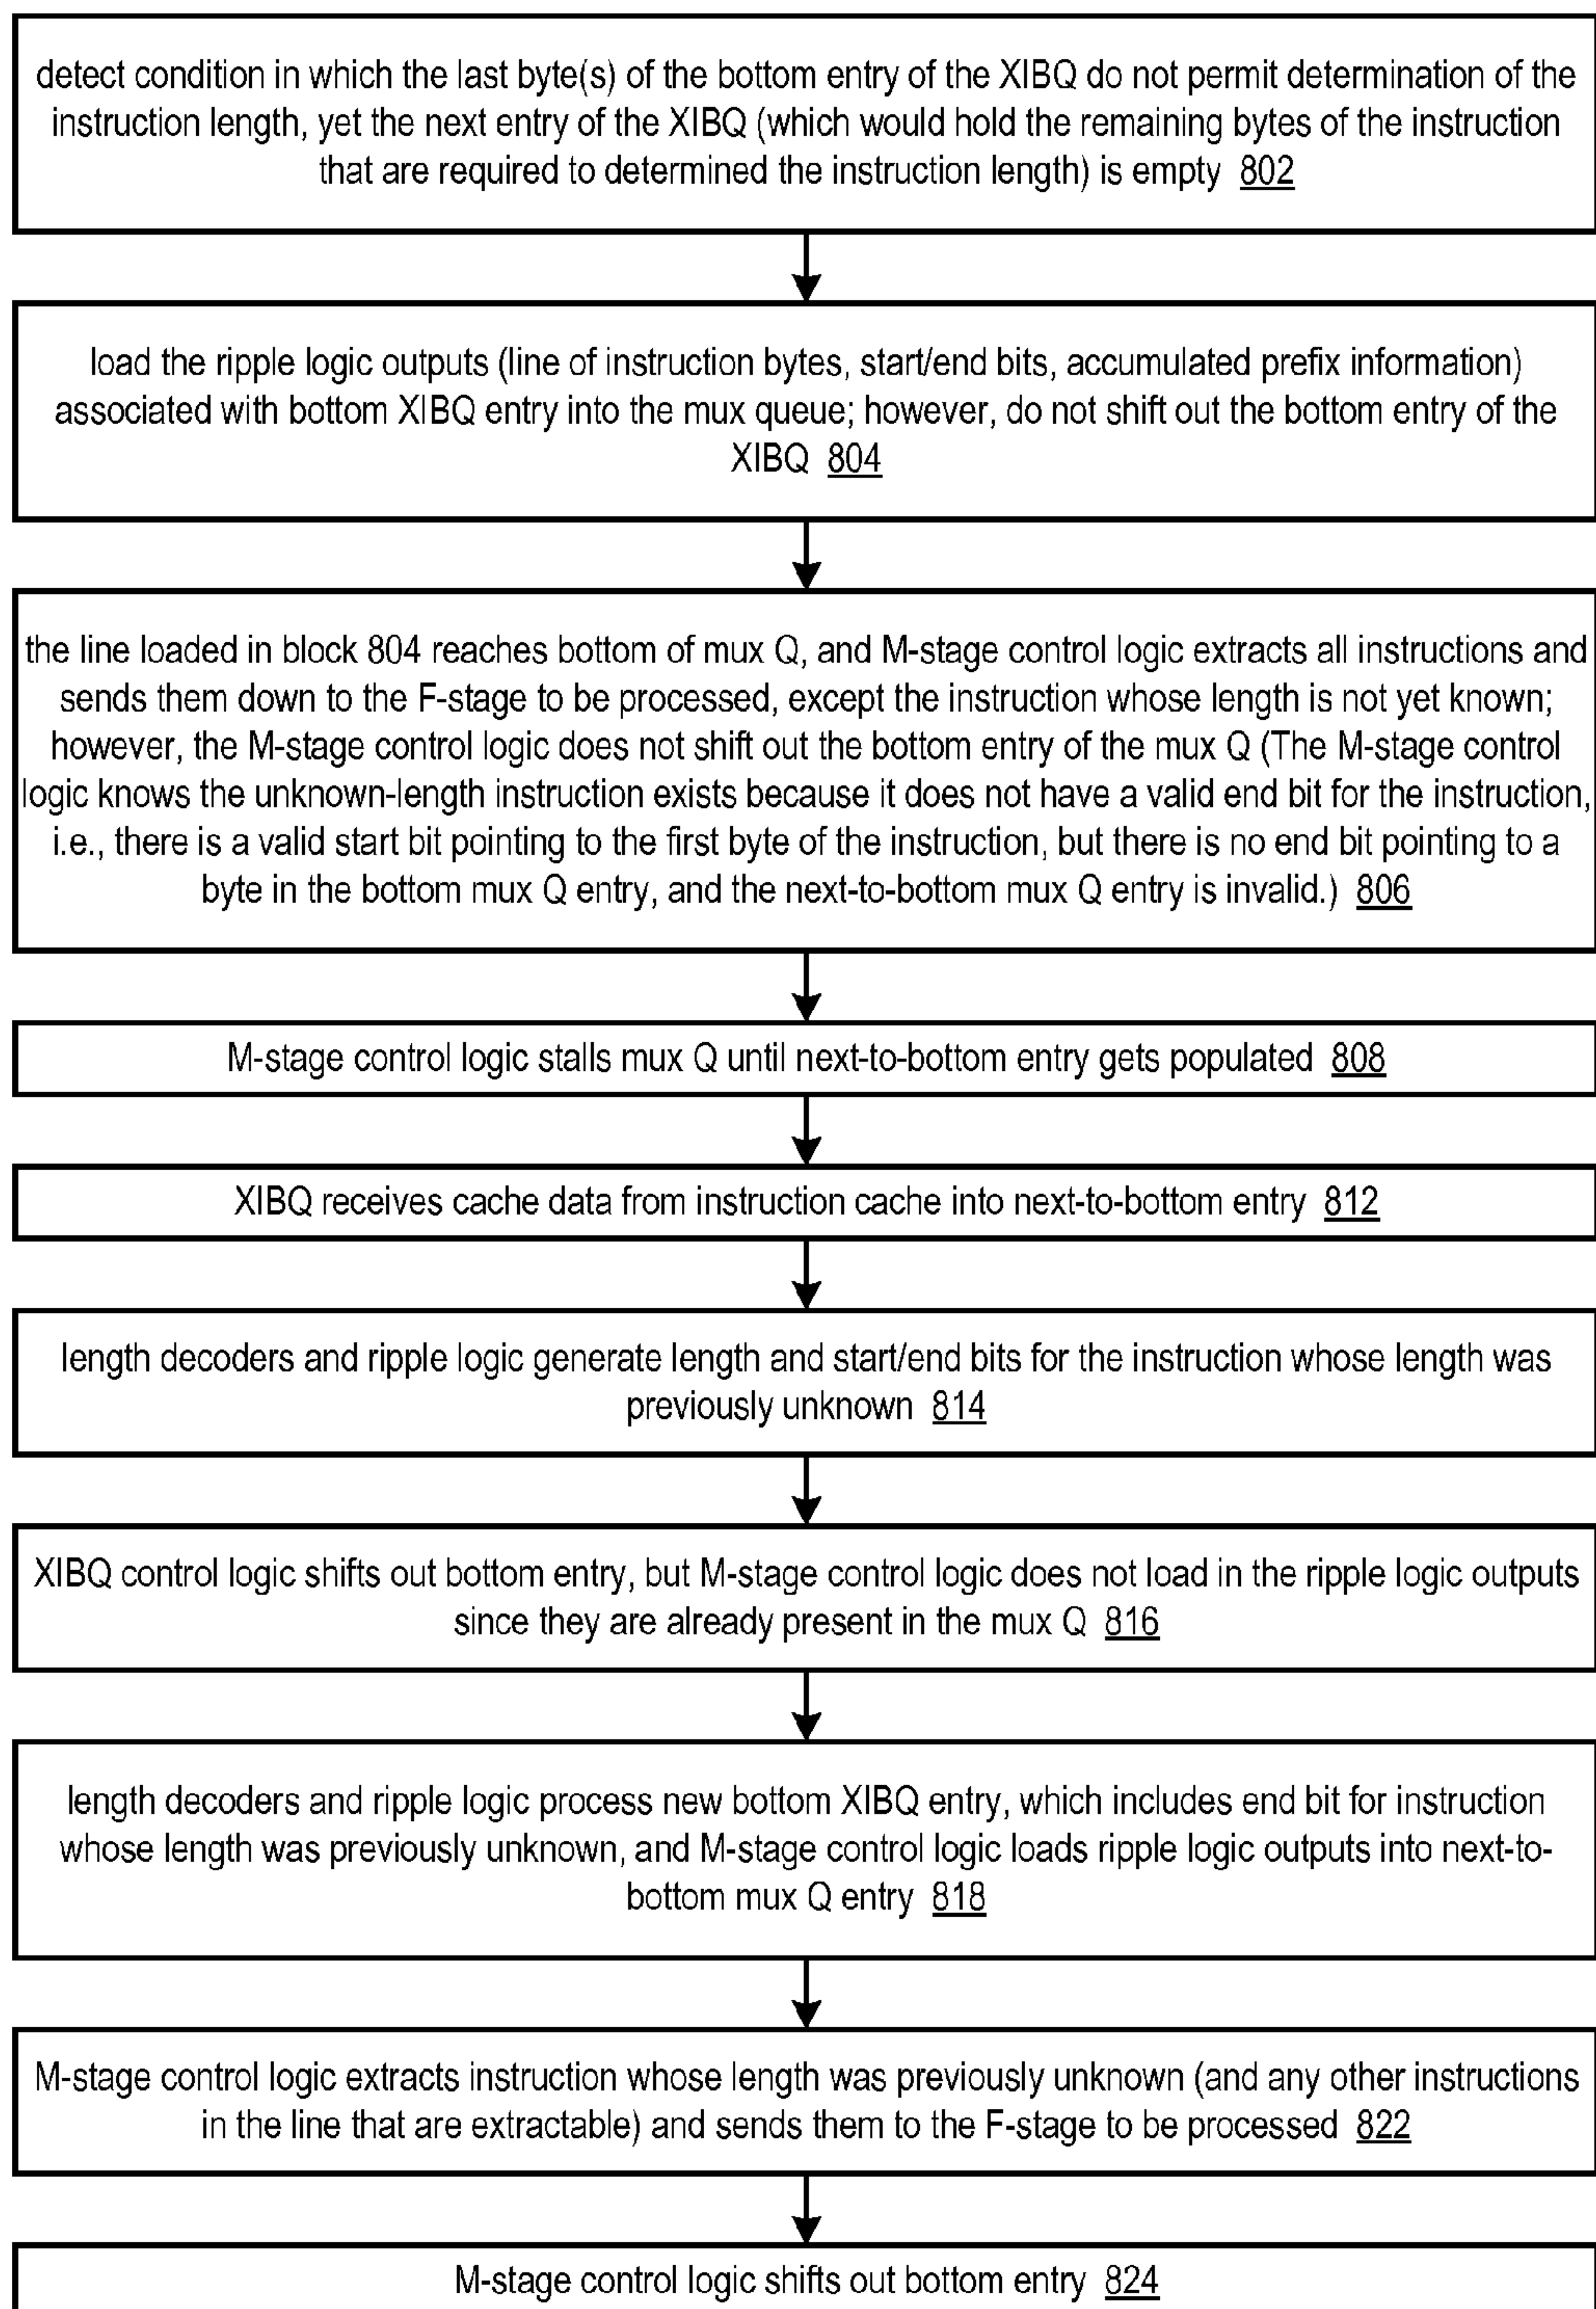 detect condition in which the last byte(s) of the bottom entry of the XIBQ do not permit determination of the
instruction length, yet the next entry of the XIBQ (which would hold the remaining bytes of the instruction
that are required to determined the instruction length) is empty 802
load the ripple logic outputs (line of instruction bytes, start/end bits, accumulated prefix information)
associated with bottom XIBQ entry into the mux queue; however, do not shift out the bottom entry of the
XIBQ 804
the line loaded in block 804 reaches bottom of mux Q, and M-stage control logic extracts all instructions and
sends them down to the F-stage to be processed, except the instruction whose length is not yet known;
however, the M-stage control logic does not shift out the bottom entry of the mux Q (The M-stage control
logic knows the unknown-length instruction exists because it does not have a valid end bit for the instruction,
i.e., there is a valid start bit pointing to the first byte of the instruction, but there is no end bit pointing to a
byte in the bottom mux Q entry, and the next-to-bottom mux Q entry is invalid.) 806
M-stage control logic stalls mux Q until next-to-bottom entry gets populated 808
XIBQ receives cache data from instruction cache into next-to-bottom entry 812
length decoders and ripple logic generate length and start/end bits for the instruction whose length was
previously unknown 814
XIBQ control logic shifts out bottom entry, but M-stage control logic does not load in the ripple logic outputs
since they are already present in the mux Q 816
length decoders and ripple logic process new bottom XIBQ entry, which includes end bit for instruction
whose length was previously unknown, and M-stage control logic loads ripple logic outputs into next-to-
bottom mux Q entry 818
M-stage control logic extracts instruction whose length was previously unknown (and any other instructions
in the line that are extractable) and sends them to the F-stage to be processed 822
M-stage control logic shifts out bottom entry 824